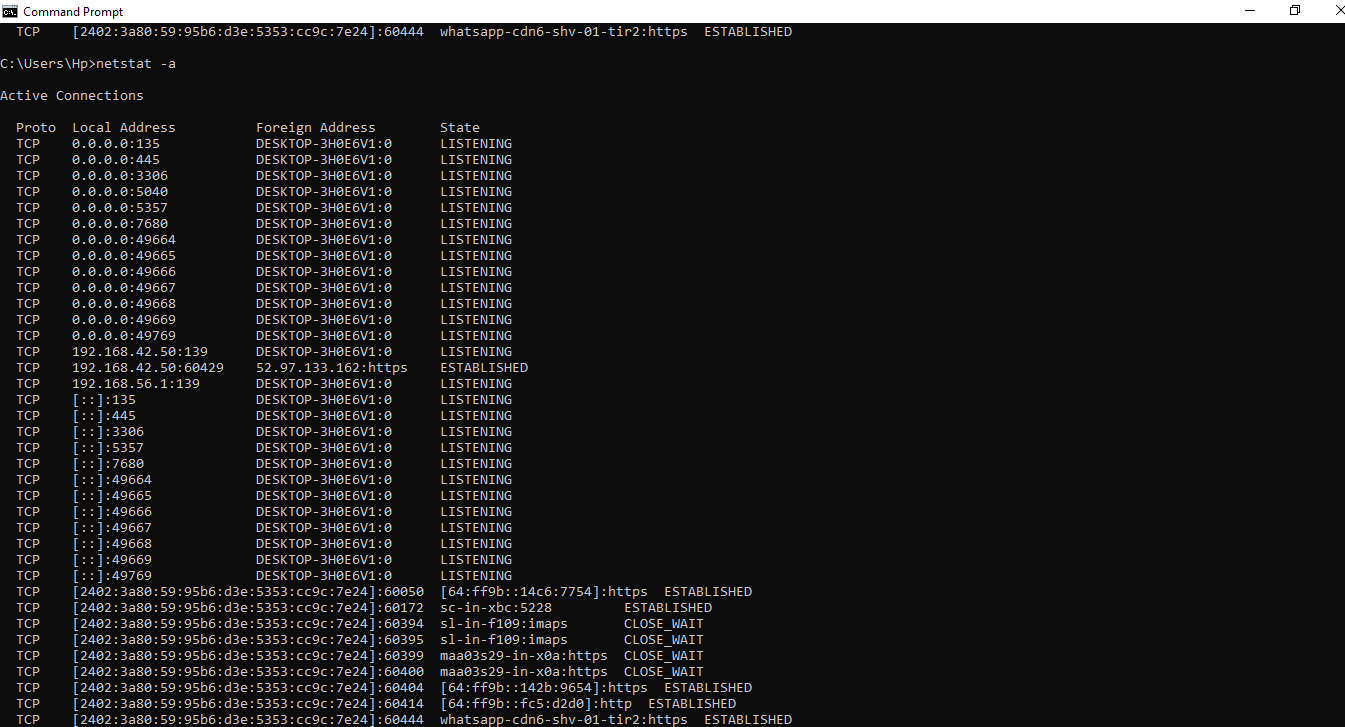 Command Prompt
TCP [2402:3a80:59:95b6:d3e:5353:cc9c:7e24]:60444 whatsapp-cdn6-shv-01-tir2:https ESTABLISHED
C:\Users\Hp>netstat -a
Active Connections
Proto Local Address Foreign Address State
TCP 0.0.0.0:135 DESKTOP-3H0E6V1:0 LISTENING
TCP 0.0.0.0:445 DESKTOP-3H0E6V1:0 LISTENING
TCP 0.0.0.0:3306 DESKTOP-3H0E6V1:0 LISTENING
TCP 0.0.0.0:5040 DESKTOP-3H0E6V1:0 LISTENING
TCP 0.0.0.0:5357 DESKTOP-3H0E6V1:0 LISTENING
TCP 0.0.0.0:7680 DESKTOP-3H0E6V1:0 LISTENING
TCP 0.0.0.0:49664 DESKTOP-3H0E6V1:0 LISTENING
TCP 0.0.0.0:49665 DESKTOP-3H0E6V1:0 LISTENING
TCP 0.0.0.0:49666 DESKTOP-3H0E6V1:0 LISTENING
TCP 0.0.0.0:49667 DESKTOP-3H0E6V1:0 LISTENING
TCP 0.0.0.0:49668 DESKTOP-3H0E6V1:0 LISTENING
TCP 0.0.0.0:49669 DESKTOP-3H0E6V1:0 LISTENING
TCP 0.0.0.0:49769 DESKTOP-3H0E6V1:0 LISTENING
TCP 192.168.42.50:139 DESKTOP-3H0E6V1:0 LISTENING
TCP 192.168.42.50:60429 52.97.133.162:https ESTABLISHED
TCP 192.168.56.1:139 DESKTOP-3H0E6V1:0 LISTENING
TCP [::]:135 DESKTOP-3H0E6V1:0 LISTENING
TCP [::]:445 DESKTOP-3H0E6V1:0 LISTENING
TCP [::]:3306 DESKTOP-3H0E6V1:0 LISTENING
TCP [::]:5357 DESKTOP-3H0E6V1:0 LISTENING
TCP [::]:7680 DESKTOP-3H0E6V1:0 LISTENING
TCP [::]:49664 DESKTOP-3H0E6V1:0 LISTENING
TCP [::]:49665 DESKTOP-3H0E6V1:0 LISTENING
TCP [::]:49666 DESKTOP-3H0E6V1:0 LISTENING
TCP [::]:49667 DESKTOP-3H0E6V1:0 LISTENING
TCP [::]:49668 DESKTOP-3H0E6V1:0 LISTENING
TCP [::]:49669 DESKTOP-3H0E6V1:0 LISTENING
TCP [::]:49769 DESKTOP-3H0E6V1:0 LISTENING
TCP [2402:3a80:59:95b6:d3e:5353:cc9c:7e24]:60050 [64:ff9b::14c6:7754]:https ESTABLISHED
TCP [2402:3a80:59:95b6:d3e:5353:cc9c:7e24]:60172 sc-in-xbc:5228 ESTABLISHED
TCP [2402:3a80:59:95b6:d3e:5353:cc9c:7e24]:60394 sl-in-f109:imaps CLOSE_WAIT
TCP [2402:3a80:59:95b6:d3e:5353:cc9c:7e24]:60395 sl-in-f109:imaps CLOSE_WAIT
TCP [2402:3a80:59:95b6:d3e:5353:cc9c:7e24]:60399 maa03s29-in-x0a:https CLOSE_WAIT
TCP [2402:3a80:59:95b6:d3e:5353:cc9c:7e24]:60400 maa03s29-in-x0a:https CLOSE_WAIT
TCP [2402:3a80:59:95b6:d3e:5353:cc9c:7e24]:60404 [64:ff9b::142b:9654]:https ESTABLISHED
TCP [2402:3a80:59:95b6:d3e:5353:cc9c:7e24]:60414 [64:ff9b::fc5:d2d0]:http ESTABLISHED
TCP [2402:3a80:59:95b6:d3e:5353:cc9c:7e24]:60444 whatsapp-cdn6-shv-01-tir2:https ESTABLISHED